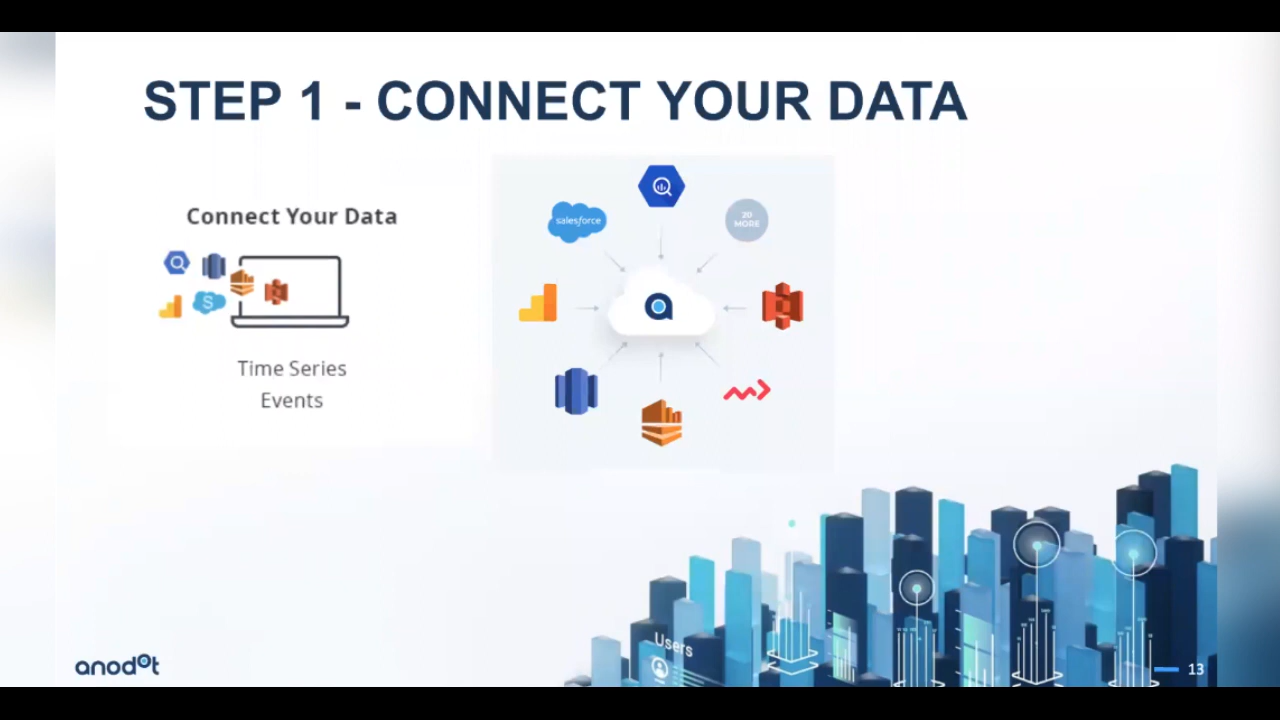 STEP 1 - CONNECT YOUR DATA
Connect Your Data
S
Time Series
Events
salesforce
20
MORE
Users
anodot
13